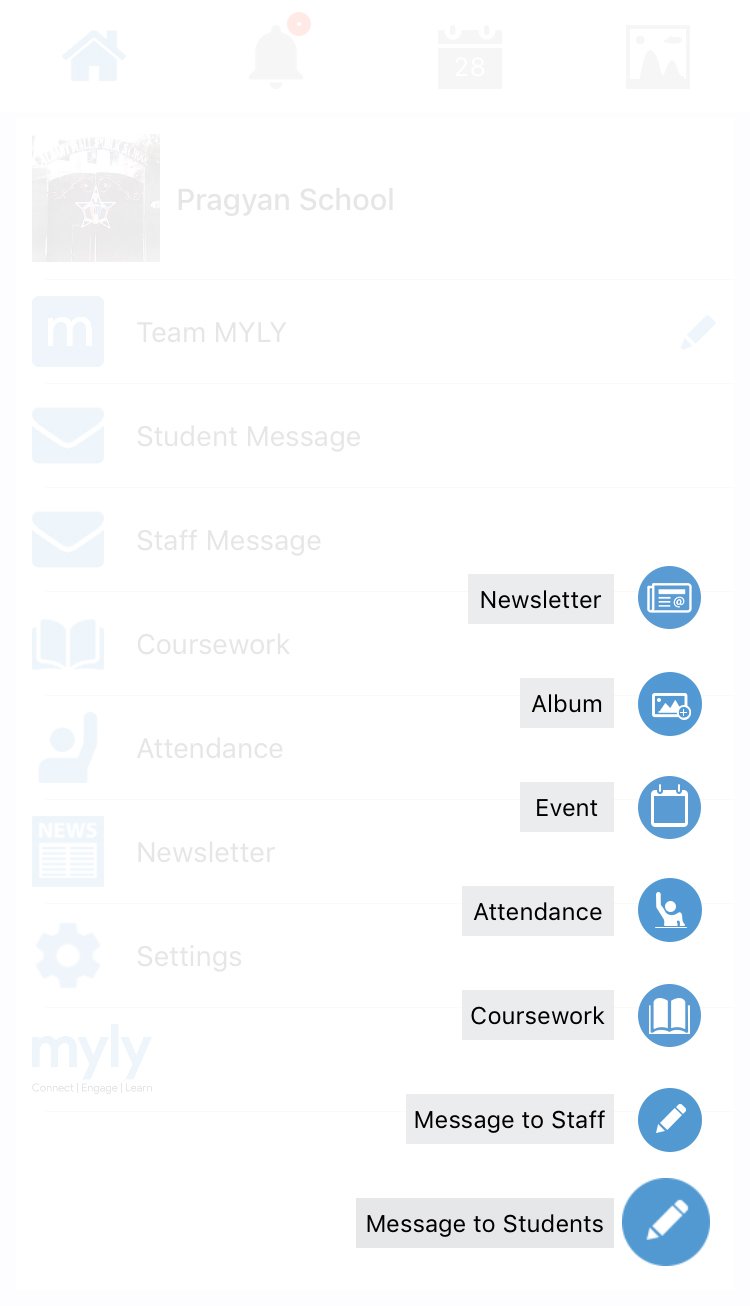 28
Pragyan School
m
Team MYLY
Student Message
Staff Message
Newsletter
Coursework
Album
Attendance
Event
NEWS
Newsletter
Attendance
Settings
Coursework
myly
Connect | Engage | Learn
Message to Staff
Message to Students